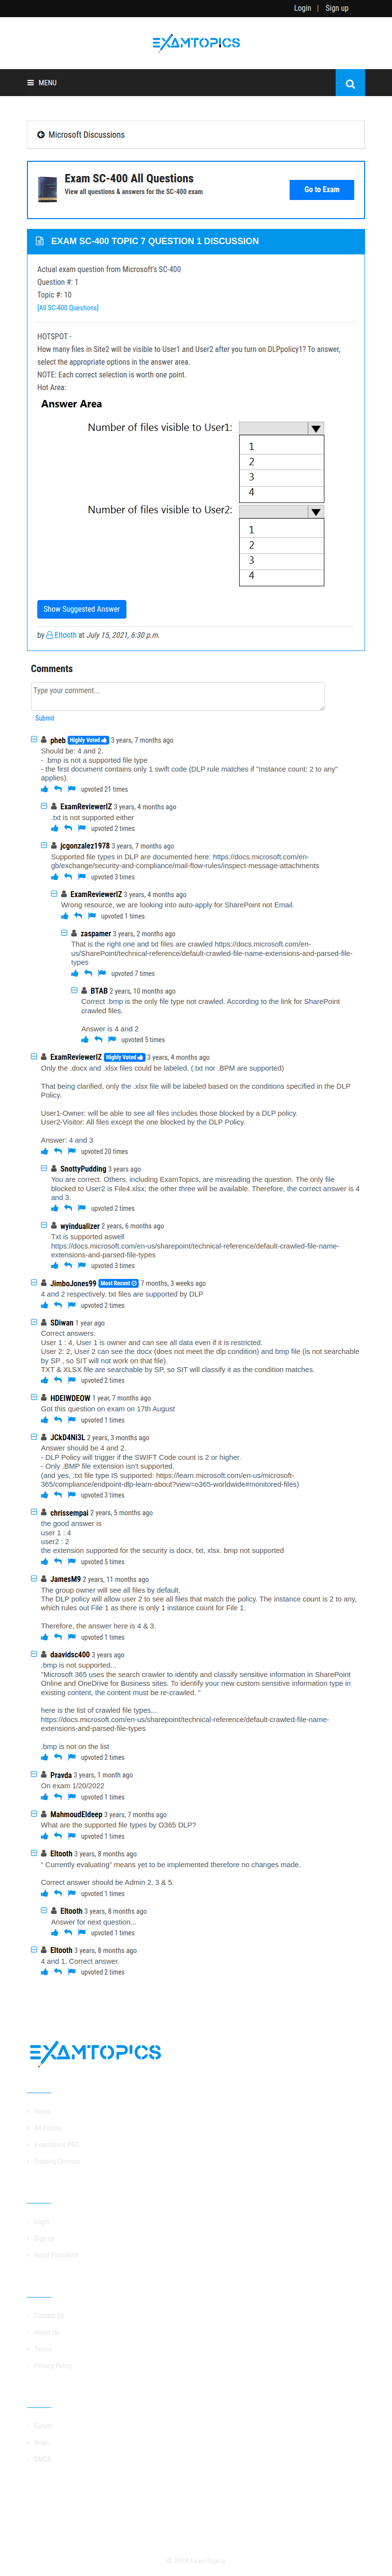 Login | Sign up
EXAMTOPICS
MENU
Microsoft Discussions
Exam SC-400 All Questions
View all questions & answers for the SC-400 exam
Go to Exam
EXAM SC-400 TOPIC 7 QUESTION 1 DISCUSSION
Actual exam question from Microsoft's SC-400
Question #: 1
Topic #: 10
[All SC-400 Questions]
HOTSPOT -
How many files in Site2 will be visible to User1 and User2 after you turn on DLPpolicy1? To answer,
select the appropriate options in the answer area.
NOTE: Each correct selection is worth one point.
Hot Area:
Answer Area
Number of files visible to User1:
1
2
3
4
Number of files visible to User2:
1
2
3
4
Show Suggested Answer
by Eltooth at July 15, 2021, 6:30 p.m.
Comments
Type your comment...
Submit
pheb Highly Voted 3 years, 7 months ago
Should be: 4 and 2.
- .bmp is not a supported file type
- the first document contains only 1 swift code (DLP rule matches if "Instance count: 2 to any"
applies).
upvoted 21 times
ExamReviewerIZ 3 years, 4 months ago
.txt is not supported either
upvoted 2 times
jcgonzalez1978 3 years, 7 months ago
Supported file types in DLP are documented here: https://docs.microsoft.com/en-
gb/exchange/security-and-compliance/mail-flow-rules/inspect-message-attachments
upvoted 3 times
ExamReviewerIZ 3 years, 4 months ago
Wrong resource, we are looking into auto-apply for SharePoint not Email.
upvoted 1 times
zaspamer 3 years, 2 months ago
That is the right one and txt files are crawled https://docs.microsoft.com/en-
us/SharePoint/technical-reference/default-crawled-file-name-extensions-and-parsed-file-
types
upvoted 7 times
BTAB 2 years, 10 months ago
Correct .bmp is the only file type not crawled. According to the link for SharePoint
crawled files.
Answer is 4 and 2
upvoted 5 times
ExamReviewerIZ Highly Voted 3 years, 4 months ago
Only the .docx and .xlsx files could be labeled. (.txt nor .BPM are supported)
That being clarified, only the .xlsx file will be labeled based on the conditions specified in the DLP
Policy.
User1-Owner: will be able to see all files includes those blocked by a DLP policy.
User2-Visitor: All files except the one blocked by the DLP Policy.
Answer: 4 and 3
upvoted 20 times
SnottyPudding 3 years ago
You are correct. Others, including ExamTopics, are misreading the question. The only file
blocked to User2 is File4.xlsx; the other three will be available. Therefore, the correct answer is 4
and 3.
upvoted 2 times
wyindualizer 2 years, 6 months ago
Txt is supported aswell
https://docs.microsoft.com/en-us/sharepoint/technical-reference/default-crawled-file-name-
extensions-and-parsed-file-types
upvoted 3 times
JimboJones99 Most Recent 7 months, 3 weeks ago
4 and 2 respectively. txt files are supported by DLP
upvoted 2 times
SDiwan 1 year ago
Correct answers:
User 1 : 4, User 1 is owner and can see all data even if it is restricted.
User 2: 2, User 2 can see the docx (does not meet the dlp condition) and bmp file (is not searchable
by SP , so SIT will not work on that file).
TXT & XLSX file are searchable by SP, so SIT will classify it as the condition matches.
upvoted 2 times
HDEIWDEOW 1 year, 7 months ago
Got this question on exam on 17th August
upvoted 1 times
JCkD4Ni3L 2 years, 3 months ago
Answer should be 4 and 2.
- DLP Policy will trigger if the SWIFT Code count is 2 or higher.
- Only .BMP file extension isn't supported.
(and yes, .txt file type IS supported: https://learn.microsoft.com/en-us/microsoft-
365/compliance/endpoint-dlp-learn-about?view=o365-worldwide#monitored-files)
upvoted 3 times
chrissempai 2 years, 5 months ago
the good answer is
user 1 : 4
user2 : 2
the extension supported for the security is docx, txt, xlsx. bmp not supported
upvoted 5 times
JamesM9 2 years, 11 months ago
The group owner will see all files by default.
The DLP policy will allow user 2 to see all files that match the policy. The instance count is 2 to any,
which rules out File 1 as there is only 1 instance count for File 1.
Therefore, the answer here is 4 & 3.
upvoted 1 times
daavidsc400 3 years ago
.bmp is not supported...
"Microsoft 365 uses the search crawler to identify and classify sensitive information in SharePoint
Online and OneDrive for Business sites. To identify your new custom sensitive information type in
existing content, the content must be re-crawled. "
here is the list of crawled file types...
https://docs.microsoft.com/en-us/sharepoint/technical-reference/default-crawled-file-name-
extensions-and-parsed-file-types
.bmp is not on the list
upvoted 2 times
Pravda 3 years, 1 month ago
On exam 1/20/2022
upvoted 1 times
MahmoudEldeep 3 years, 7 months ago
What are the supported file types by O365 DLP?
upvoted 1 times
Eltooth 3 years, 8 months ago
" Currently evaluating" means yet to be implemented therefore no changes made.
Correct answer should be Admin 2, 3 & 5.
upvoted 1 times
Eltooth 3 years, 8 months ago
Answer for next question...
upvoted 1 times
Eltooth 3 years, 8 months ago
4 and 1. Correct answer.
upvoted 2 times
EXAMTOPICS
Home
All Exams
Examtopics PRO
Training Courses
Login
Sign up
Reset Password
Contact Us
About Us
Terms
Privacy Policy
Forum
News
DMCA
© 2024 ExamTopics